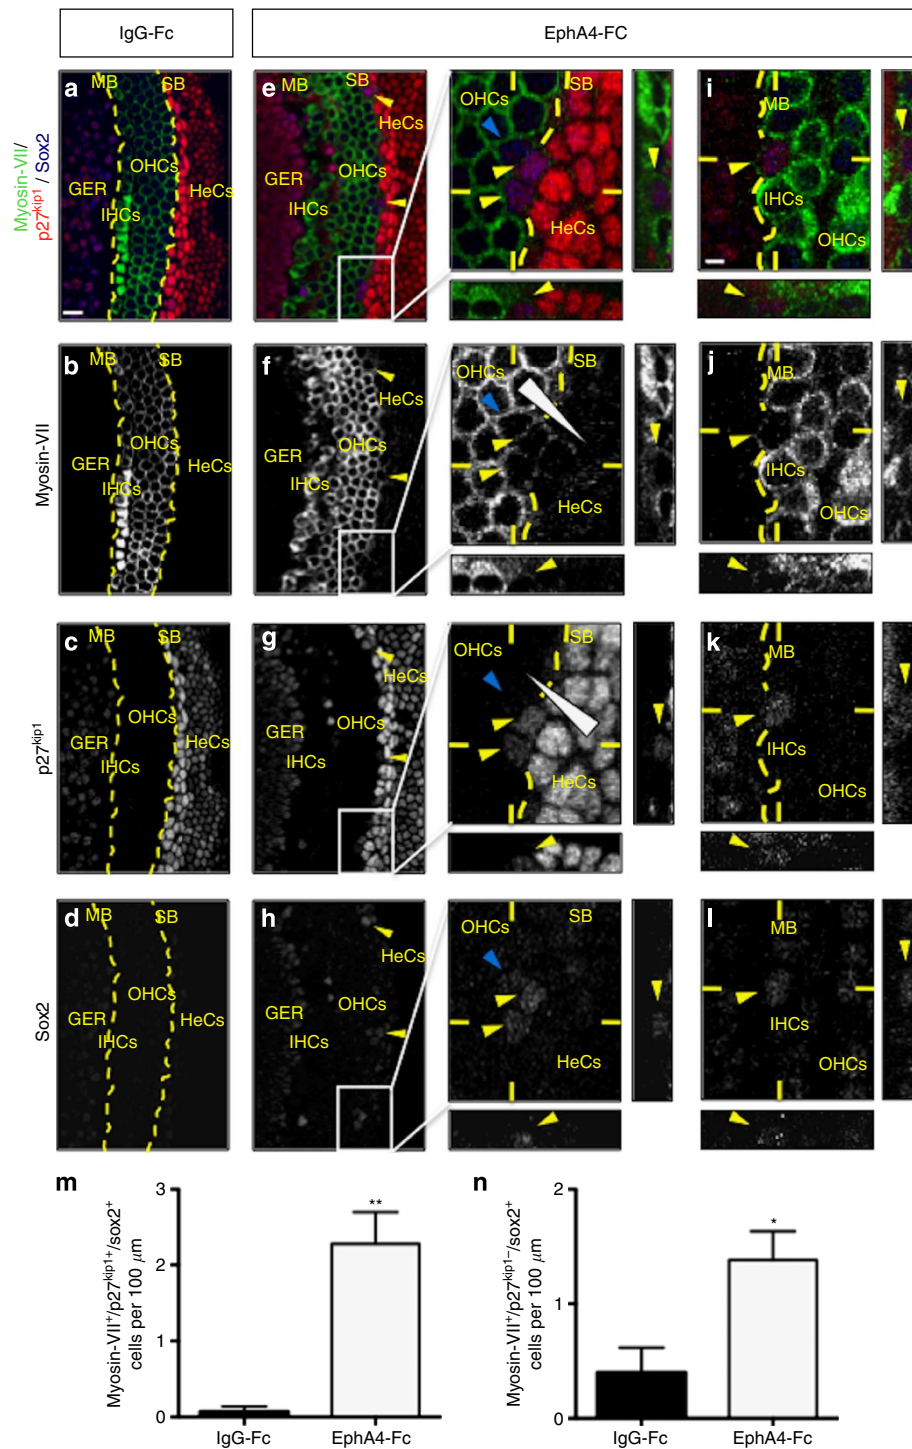 IgG-Fc
EphA4-FC
Myosin-VII/
p27kip1 / Sox2
a
MB
SB
GER
OHCs
IHCs
HeCs
e
MB
SB
HeCs
GER
OHCs
IHCs
OHCs
SB
HeCs
i
MB
IHCs
OHCs
Myosin-VII
b
MB
SB
OHCs
GER
HeCs
IHCs
f
HeCs
OHCs
GER
IHCs
OHCs
SB
HeCs
j
MB
IHCs
OHCs
p27kip1
c
MB
SB
OHCs
GER
HeCs
IHCs
g
HeCs
OHCs
GER
IHCs
OHCs
SB
HeCs
k
MB
IHCs
OHCs
Sox2
d
MB
SB
OHCs
GER
HeCs
IHCs
h
HeCs
OHCs
GER
IHCs
OHCs
SB
HeCs
l
MB
IHCs
OHCs
m
Myosin-VII+/p27kip1+/sox2+
cells per 100 μm
3
2
1
0
**
IgG-Fc
EphA4-Fc
n
Myosin-VII+/p27kip1−/sox2+
cells per 100 μm
2
1
0
*
IgG-Fc
EphA4-Fc